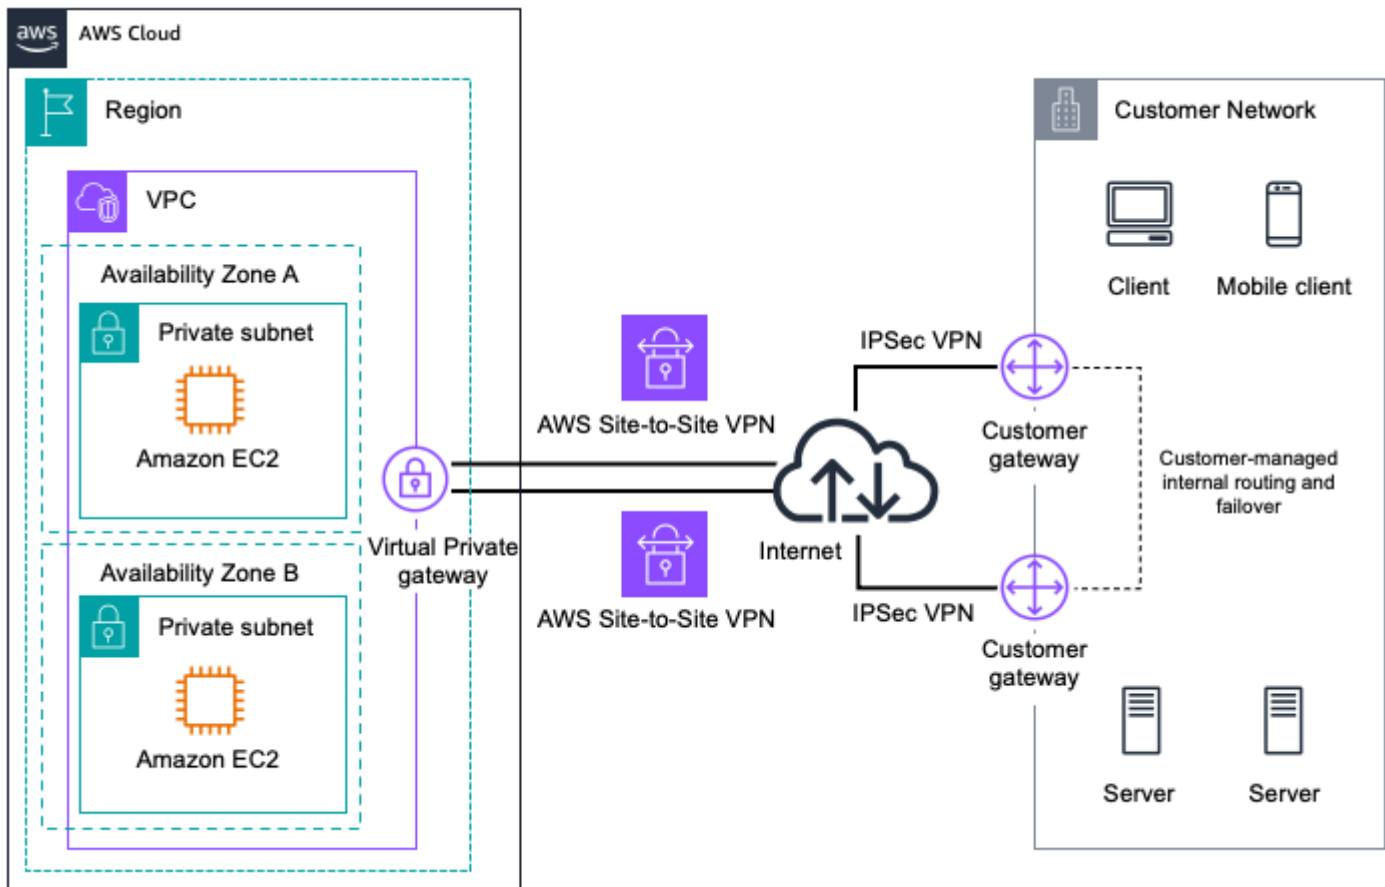 aws
AWS Cloud
Region
VPC
Availability Zone A
Private subnet
Amazon EC2
Virtual Private
gateway
Availability Zone B
Private subnet
Amazon EC2
AWS Site-to-Site VPN
AWS Site-to-Site VPN
Internet
IPSec VPN
IPSec VPN
Customer Network
Client
Mobile client
Customer
gateway
Customer-managed
internal routing and
failover
Customer
gateway
Server
Server